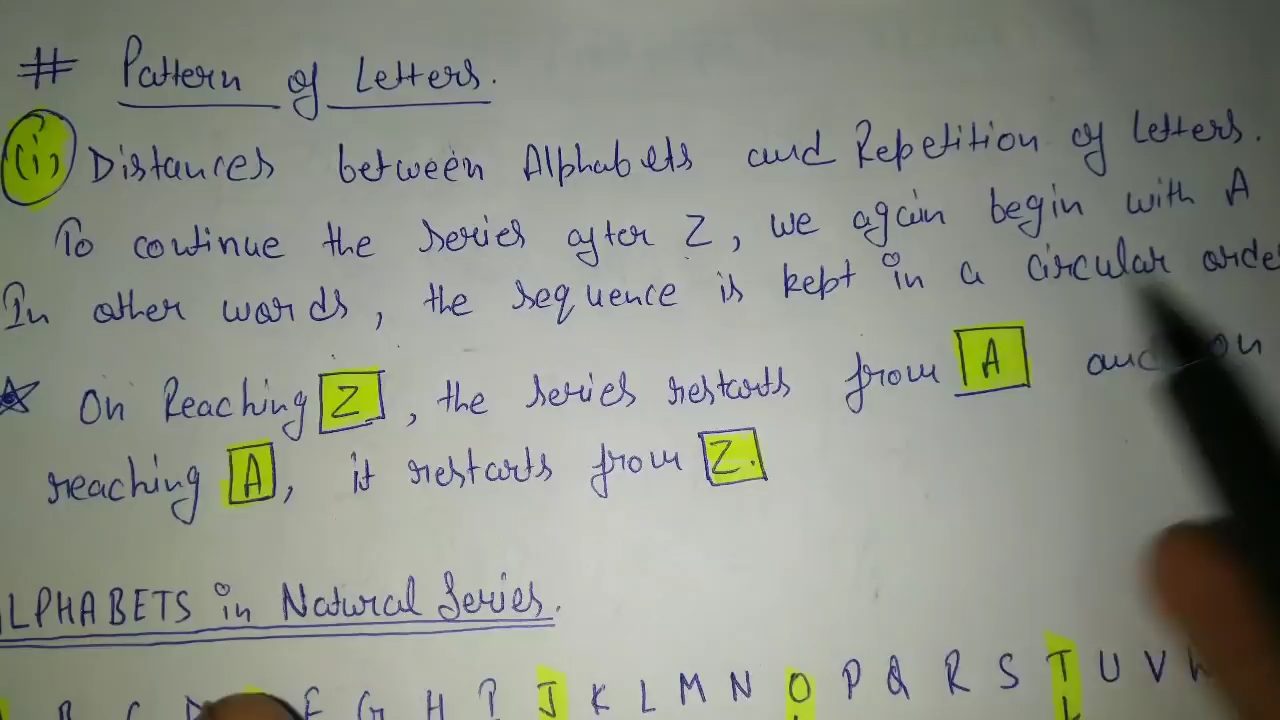 # Pattern of Letters.
(i) Distances between Alphabets and Repetition of Letters.
To continue the series after Z, we again begin with A
In other words, the sequence is kept in a circular orde
On Reaching Z, the series restarts from A and on
reaching A, it restarts from Z.
LPHABETS in Natural Series.
B C D F G H I J K L M N O P Q R S T U V